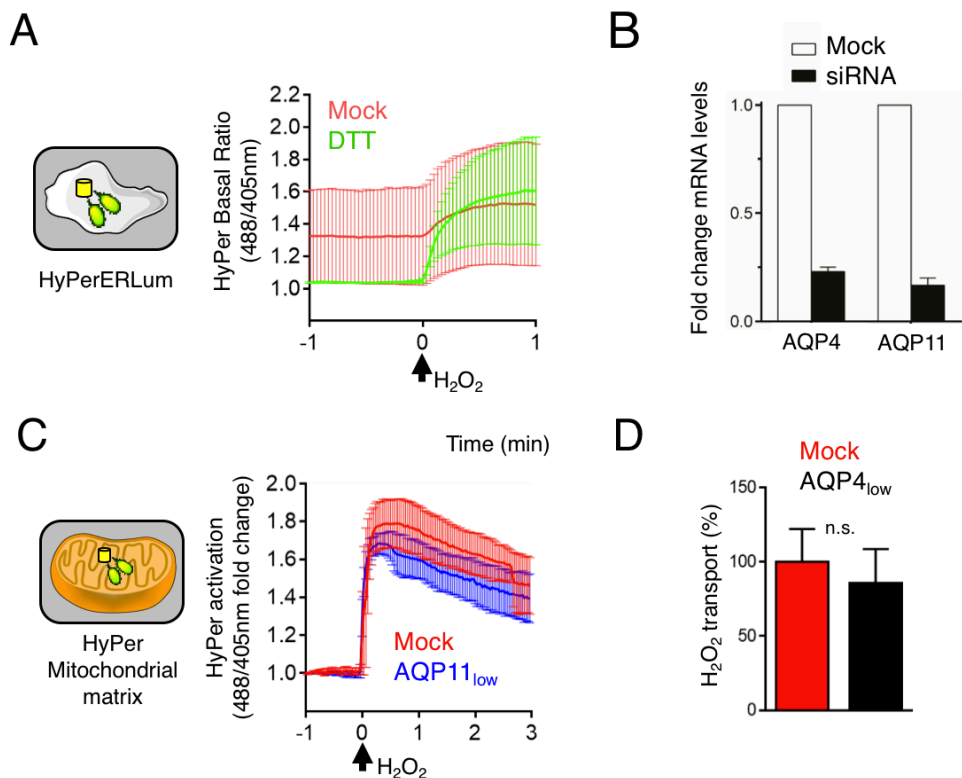 A
HyPerERLum
HyPer Basal Ratio
(488/405nm)
2.2
2.0
1.8
1.6
1.4
1.2
1.0
Mock
DTT
-1
0
1
H₂O₂
B
Mock
siRNA
Fold change mRNA levels
1.0
0.5
0.0
AQP4
AQP11
C
Time (min)
HyPer
Mitochondrial
matrix
HyPer activation
(488/405nm fold change)
2.0
1.8
1.6
1.4
1.2
1.0
Mock
AQP11low
-1
0
1
2
3
H₂O₂
D
Mock
AQP4low
n.s.
H₂O₂ transport (%)
150
100
50
0